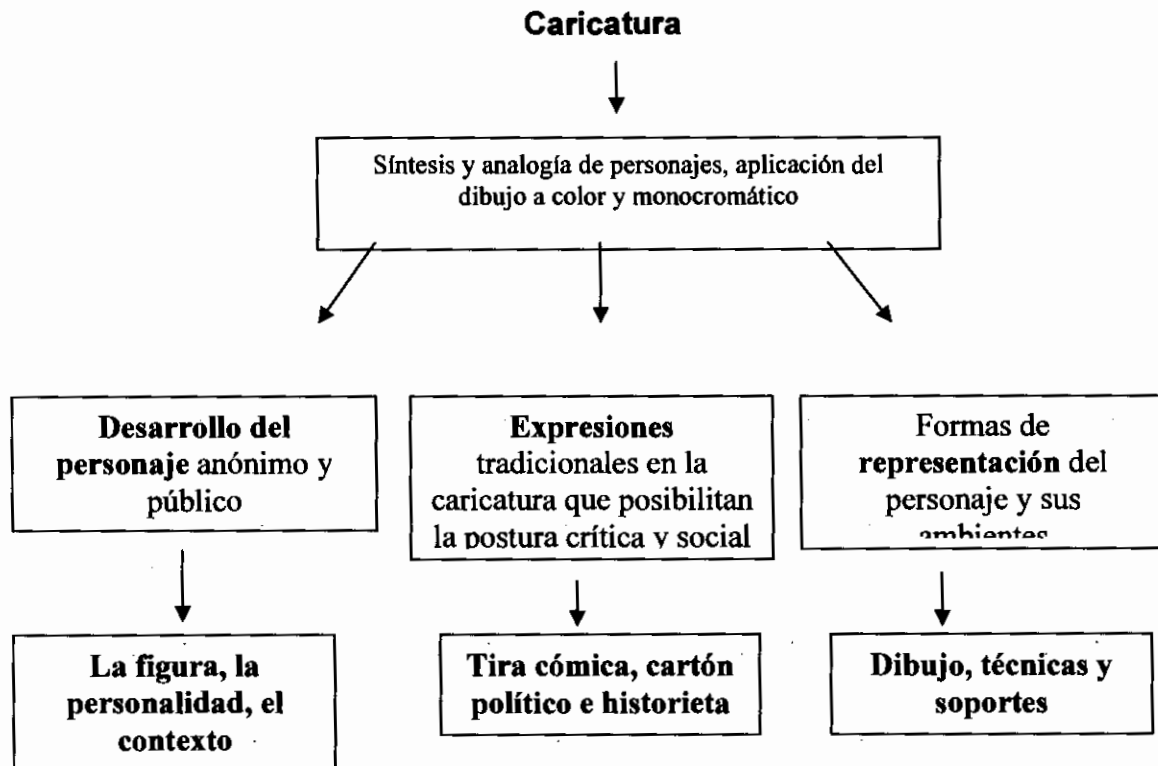 Caricatura
Síntesis y analogía de personajes, aplicación del
dibujo a color y monocromático
Desarrollo del
personaje anónimo y
público
Expresiones
tradicionales en la
caricatura que posibilitan
la postura crítica y social
Formas de
representación del
personaje y sus
ambientes
La figura, la
personalidad, el
contexto
Tira cómica, cartón
político e historieta
Dibujo, técnicas y
soportes